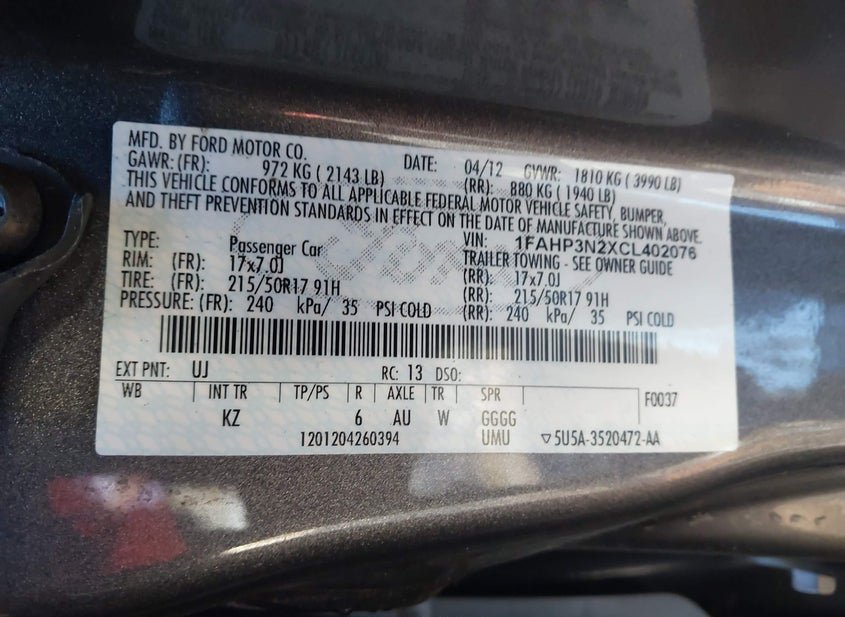 MFD. BY FORD MOTOR CO. DATE: 04/12 GVWR: 1810 KG ( 3990 LB)
GAWR: (FR): 972 KG ( 2143 LB) (RR): 880 KG ( 1940 LB)
THIS VEHICLE CONFORMS TO ALL APPLICABLE FEDERAL MOTOR VEHICLE SAFETY, BUMPER,
AND THEFT PREVENTION STANDARDS IN EFFECT ON THE DATE OF MANUFACTURE SHOWN ABOVE.
VIN: 1FAHP3N2XCL402076
TYPE: Passenger Car TRAILER TOWING - SEE OWNER GUIDE
RIM: (FR): 17x7.0J (RR): 17x7.0J
TIRE: (FR): 215/50R17 91H (RR): 215/50R17 91H
PRESSURE: (FR): 240 kPa/ 35 PSI COLD (RR): 240 kPa/ 35 PSI COLD
EXT PNT: UJ RC: 13 DSO:
WB INT TR TP/PS R AXLE TR SPR F0037
KZ 6 AU W GGGG
1201204260394 UMU ▽5U5A-3520472-AA